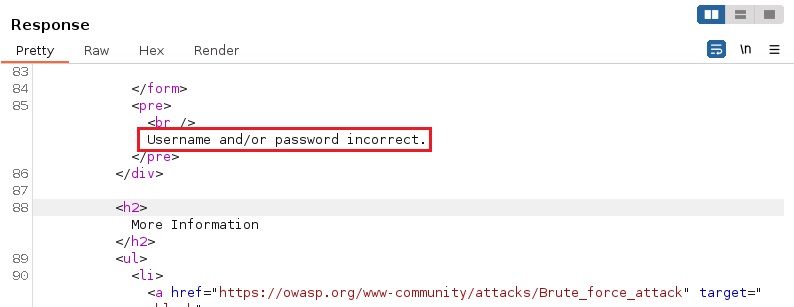 Response
Pretty Raw Hex Render \n
83
84 </form>
85 <pre>
<br />
Username and/or password incorrect.
</pre>
86 </div>
87
88 <h2>
More Information
</h2>
89 <ul>
90 <li>
<a href="https://owasp.org/www-community/attacks/Brute_force_attack" target="